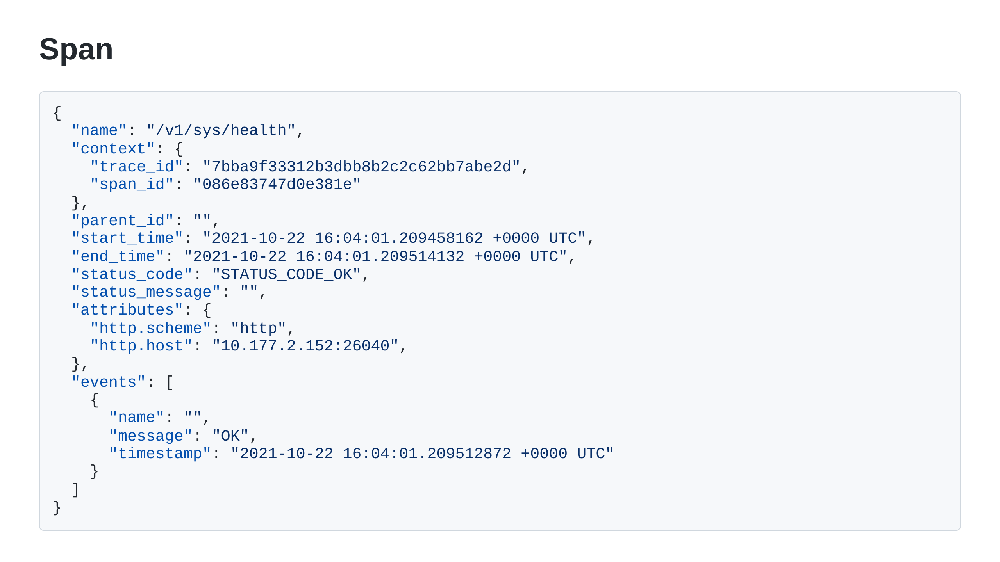 Span
{
  "name": "/v1/sys/health",
  "context": {
    "trace_id": "7bba9f33312b3dbb8b2c2c62bb7abe2d",
    "span_id": "086e83747d0e381e"
  },
  "parent_id": "",
  "start_time": "2021-10-22 16:04:01.209458162 +0000 UTC",
  "end_time": "2021-10-22 16:04:01.209514132 +0000 UTC",
  "status_code": "STATUS_CODE_OK",
  "status_message": "",
  "attributes": {
    "http.scheme": "http",
    "http.host": "10.177.2.152:26040",
  },
  "events": [
    {
      "name": "",
      "message": "OK",
      "timestamp": "2021-10-22 16:04:01.209512872 +0000 UTC"
    }
  ]
}